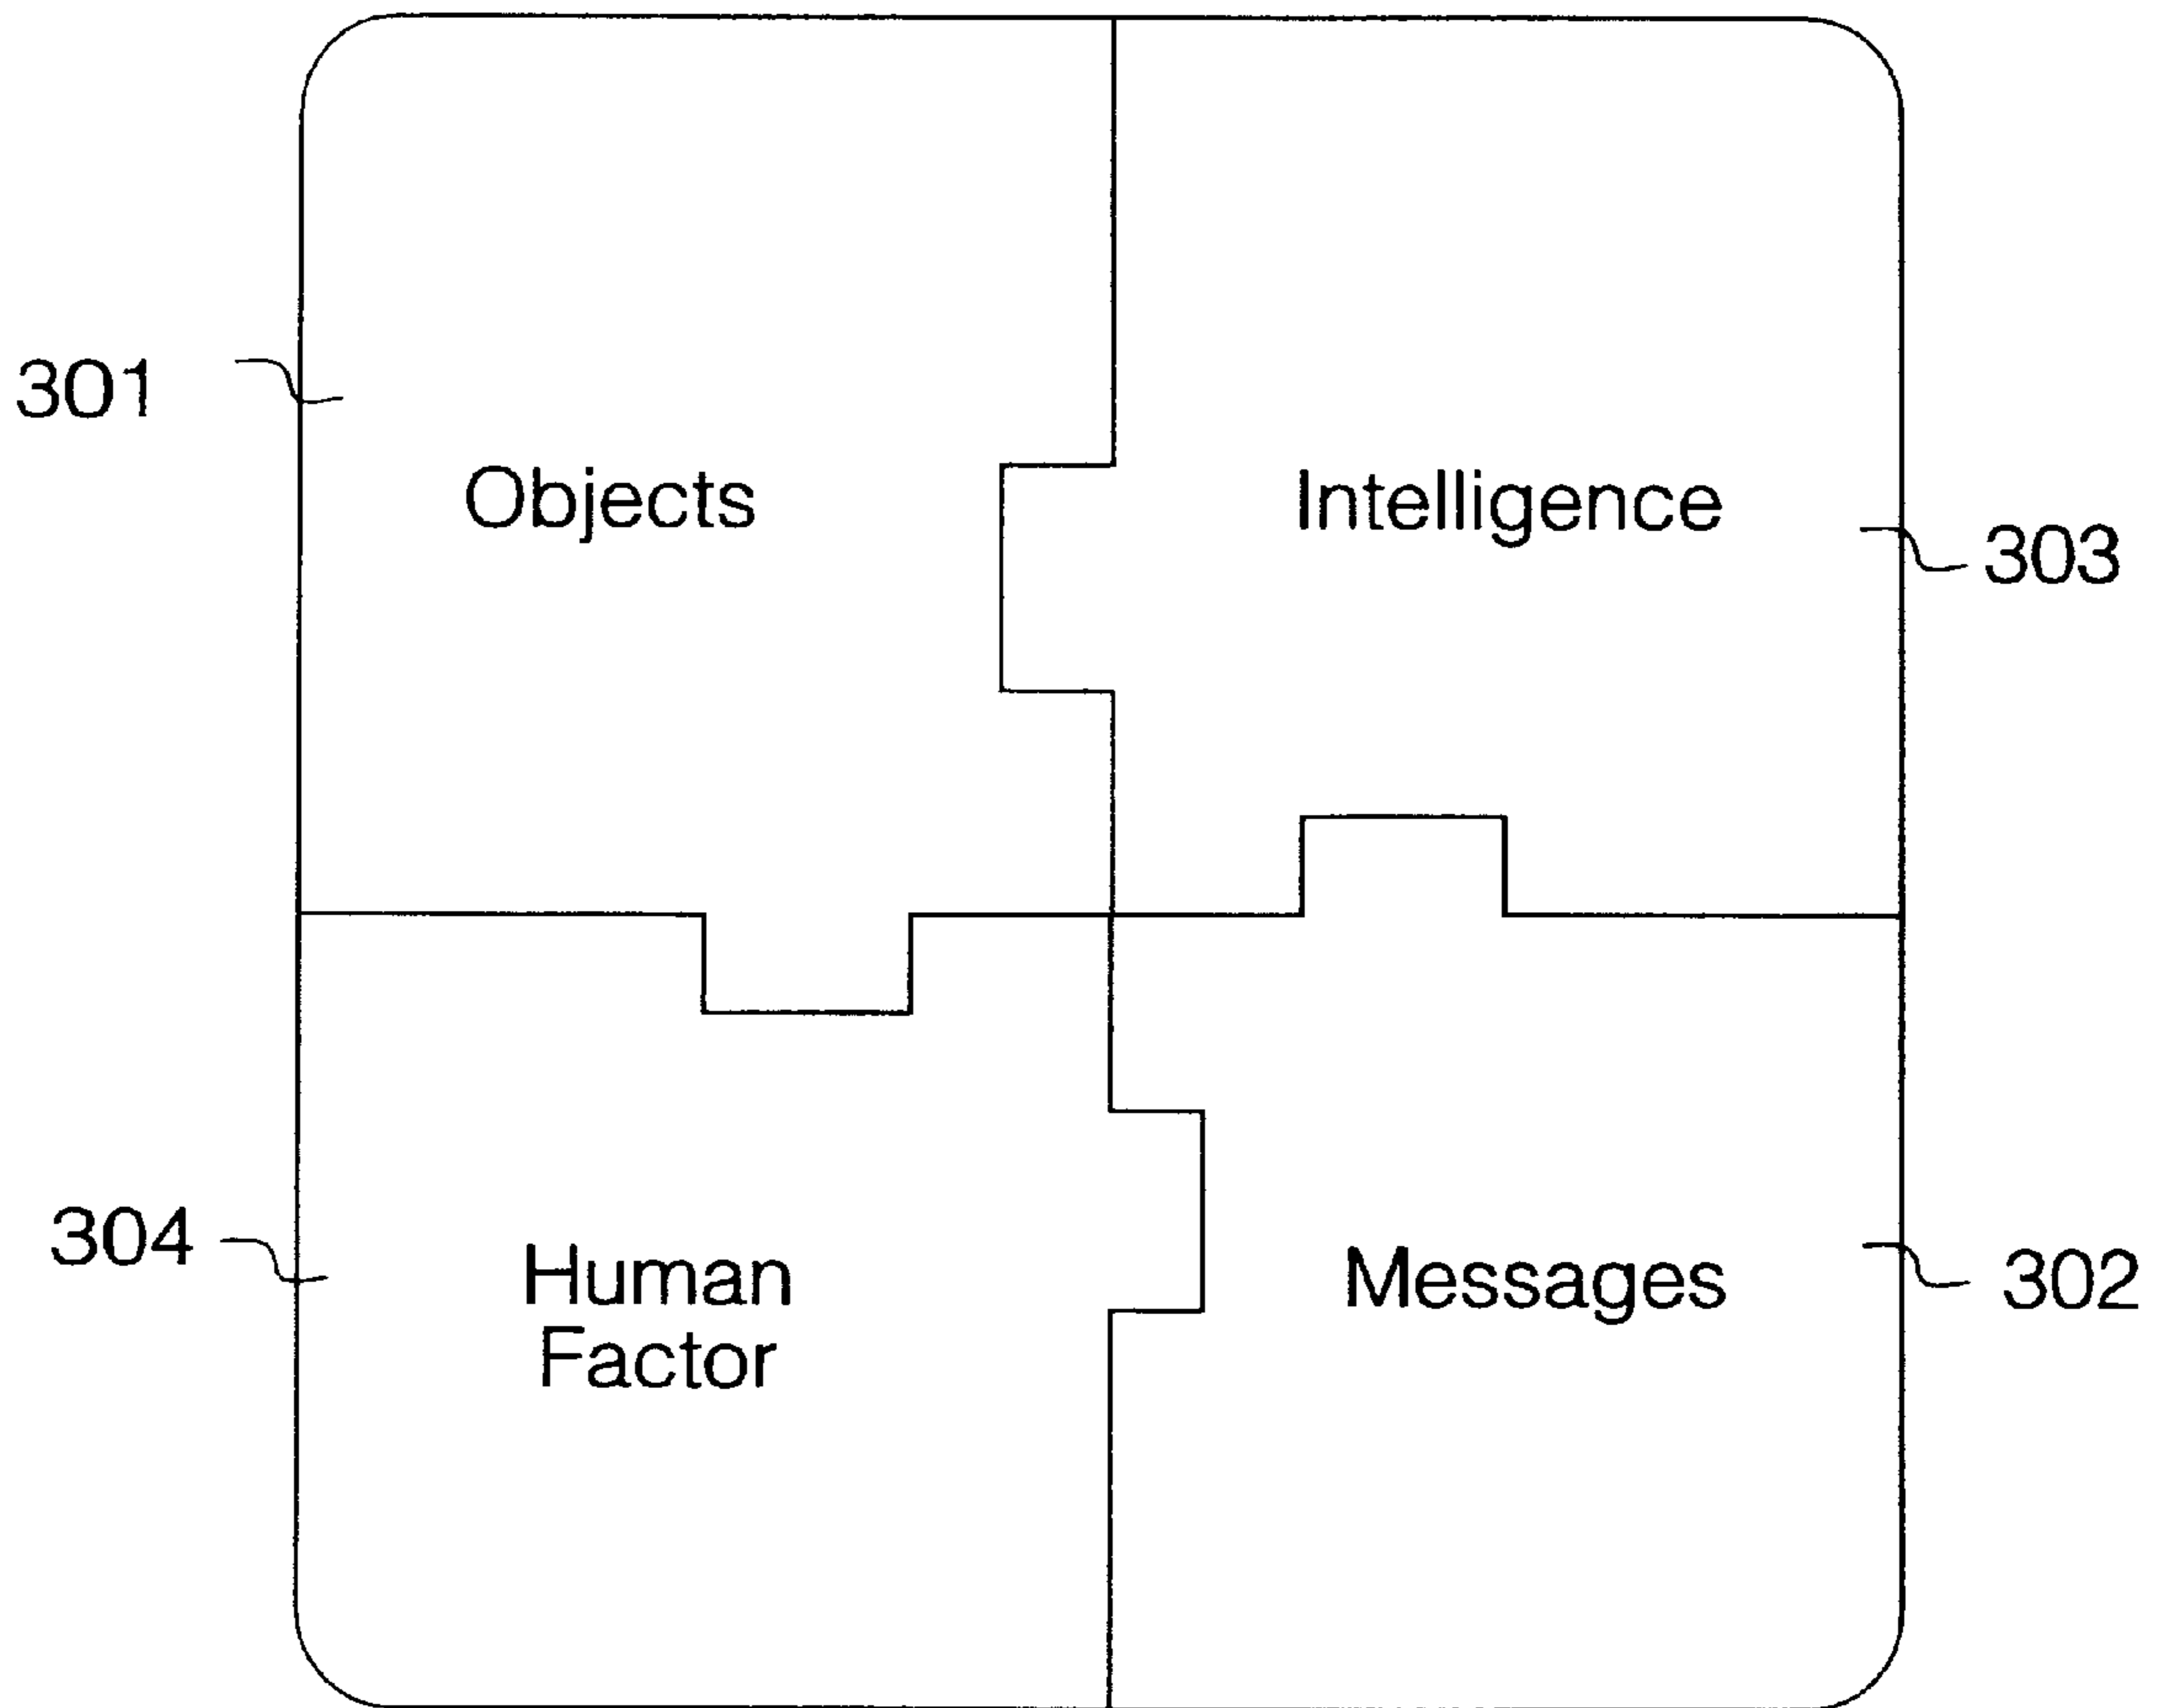 301
Objects
Intelligence
303
304
Human
Factor
Messages
302